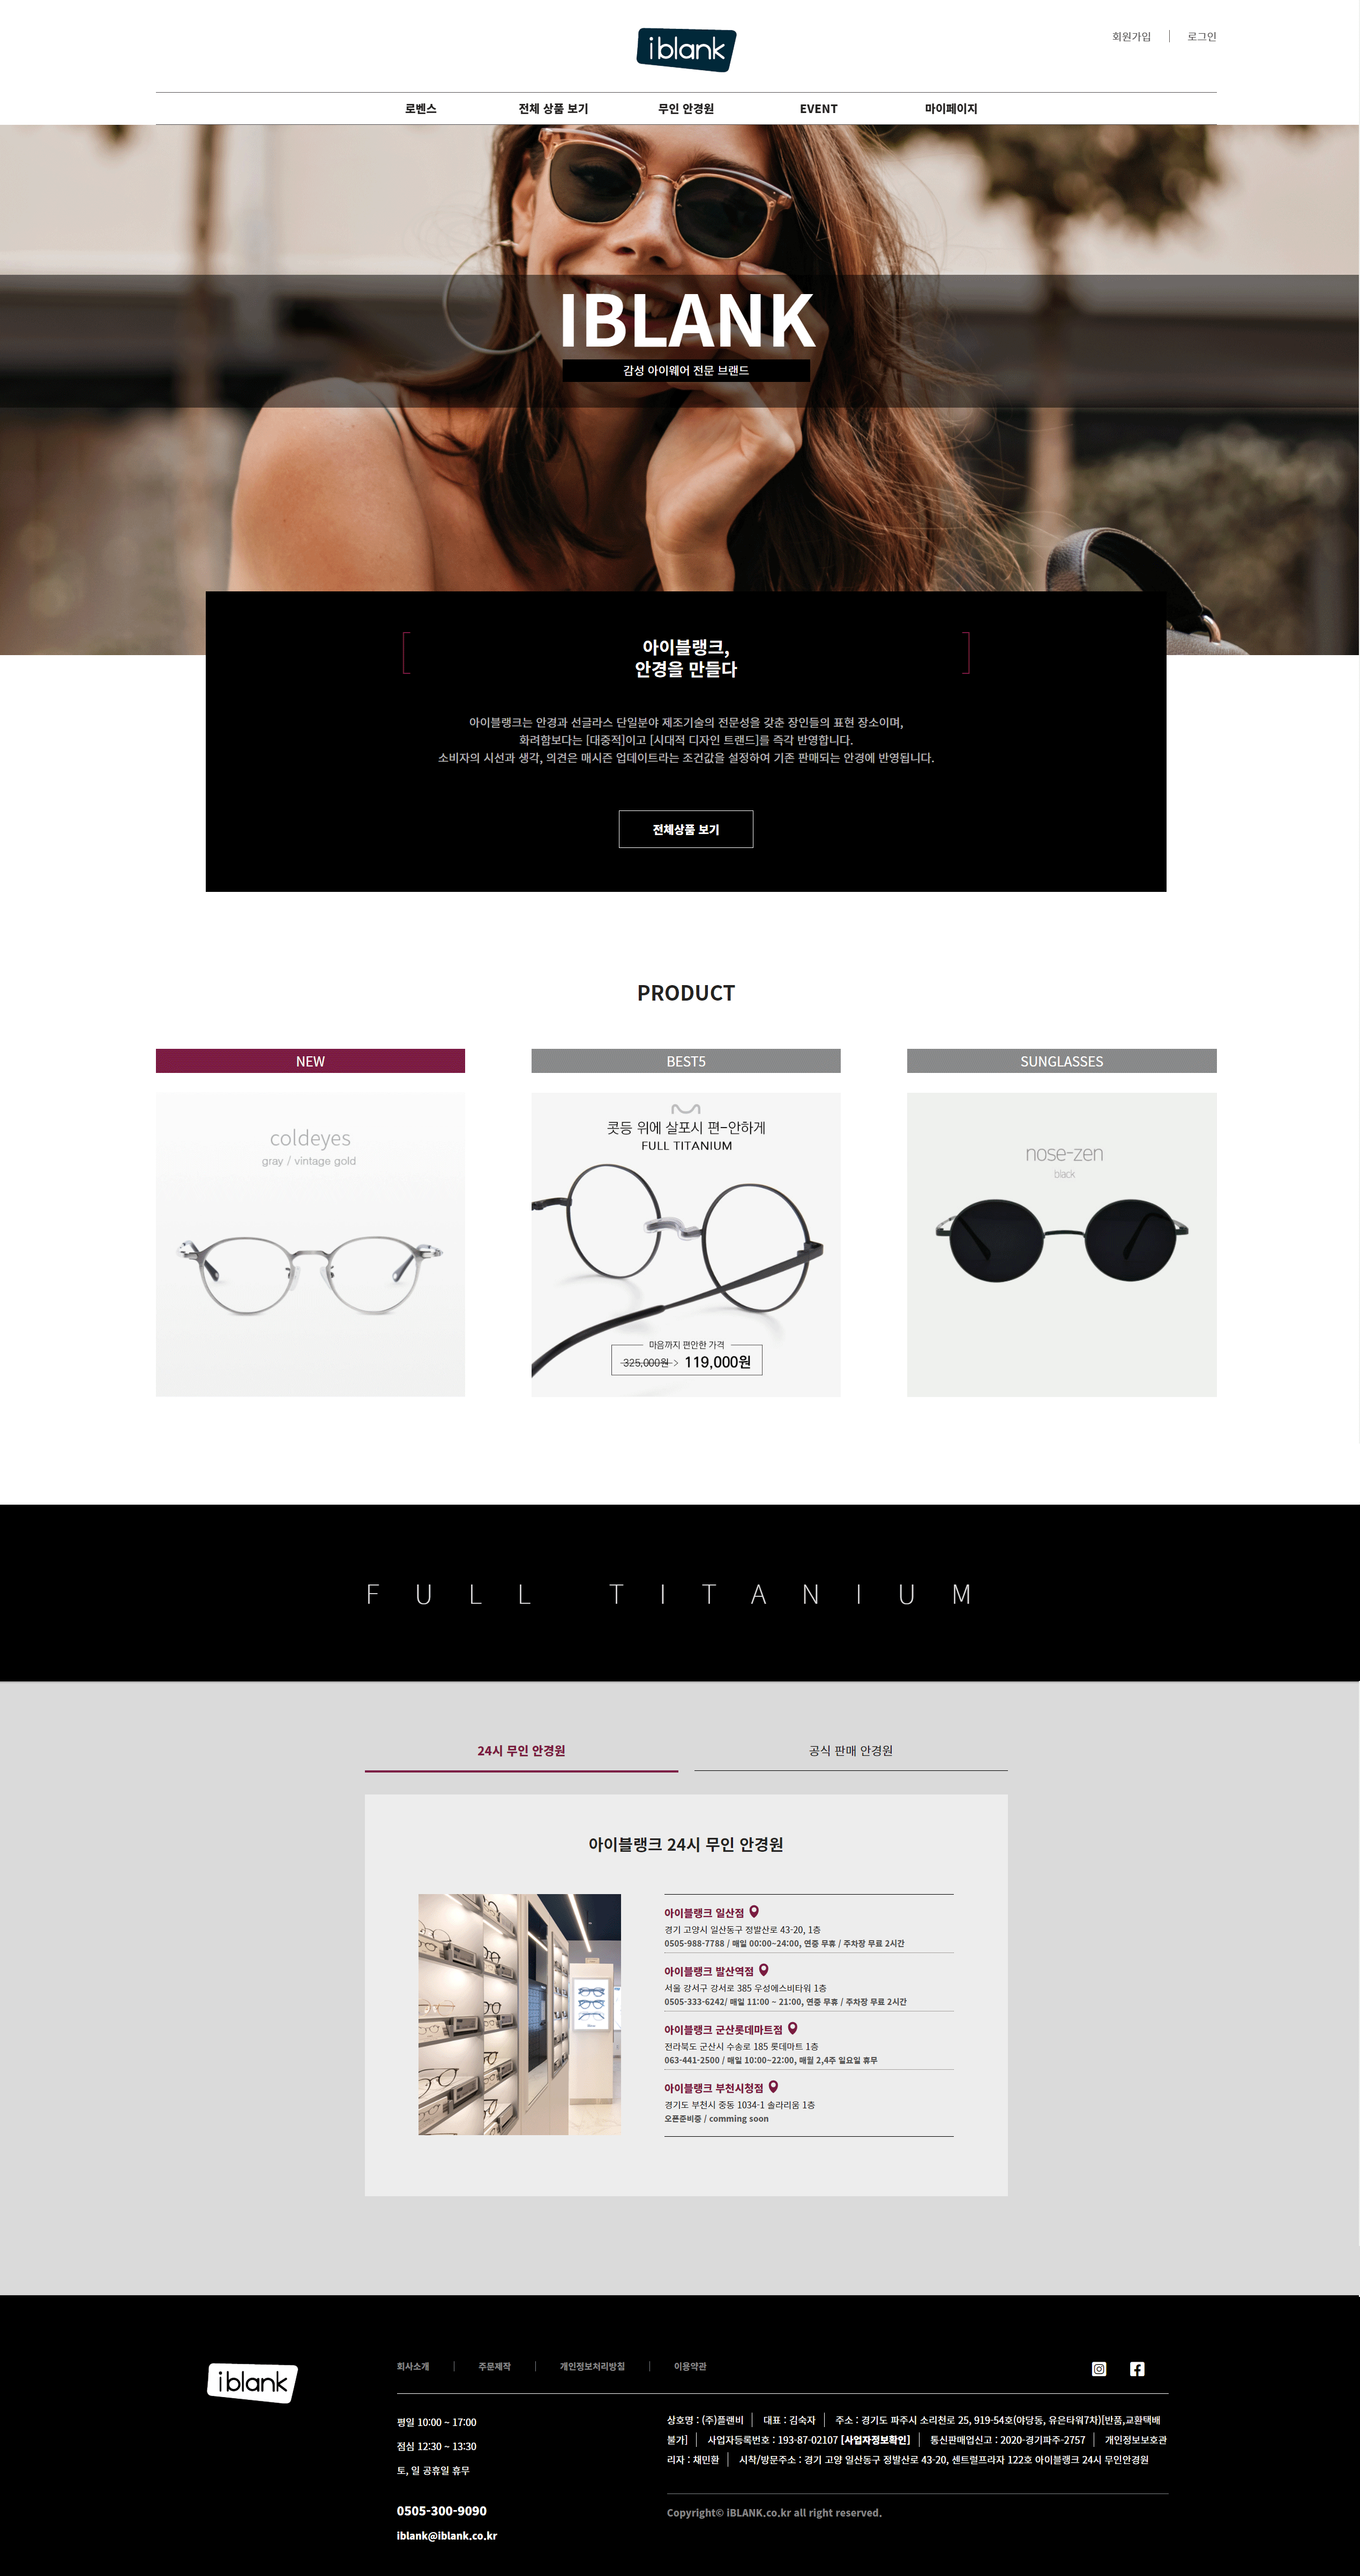 iblank
회원가입
로그인
로벤스
전체 상품 보기
무인 안경원
EVENT
마이페이지
IBLANK
감성 아이웨어 전문 브랜드
아이블랭크,
안경을 만들다
아이블랭크는 안경과 선글라스 단일분야 제조기술의 전문성을 갖춘 장인들의 표현 장소이며,
화려함보다는 [대중적]이고 [시대적 디자인 트랜드]를 즉각 반영합니다.
소비자의 시선과 생각, 의견은 매시즌 업데이트라는 조건값을 설정하여 기존 판매되는 안경에 반영됩니다.
전체상품 보기
PRODUCT
NEW
coldeyes
gray / vintage gold
BEST5
콧등 위에 살포시 편-안하게
FULL TITANIUM
마음까지 편안한 가격
325,000원-> 119,000원
SUNGLASSES
nose-zen
black
FULL TITANIUM
24시 무인 안경원
공식 판매 안경원
아이블랭크 24시 무인 안경원
아이블랭크 일산점
경기 고양시 일산동구 정발산로 43-20, 1층
0505-988-7788 / 매일 00:00~24:00, 연중 무휴 / 주차장 무료 2시간
아이블랭크 발산역점
서울 강서구 강서로 385 우성에스비타워 1층
0505-333-6242/ 매일 11:00 ~ 21:00, 연중 무휴 / 주차장 무료 2시간
아이블랭크 군산롯데마트점
전라북도 군산시 수송로 185 롯데마트 1층
063-441-2500 / 매일 10:00~22:00, 매월 2,4주 일요일 휴무
아이블랭크 부천시청점
경기도 부천시 중동 1034-1 솔라리움 1층
오픈준비중 / comming soon
iblank
회사소개
주문제작
개인정보처리방침
이용약관
평일 10:00 ~ 17:00
점심 12:30 ~ 13:30
토, 일 공휴일 휴무
0505-300-9090
iblank@iblank.co.kr
상호명 : (주)플랜비 | 대표 : 김숙자 | 주소 : 경기도 파주시 소리천로 25, 919-54호(야당동, 유은타워7차)[반품,교환택배
불가] | 사업자등록번호 : 193-87-02107 [사업자정보확인] | 통신판매업신고 : 2020-경기파주-2757 | 개인정보보호관
리자 : 채민환 | 시착/방문주소 : 경기 고양 일산동구 정발산로 43-20, 센트럴프라자 122호 아이블랭크 24시 무인안경원
Copyright© iBLANK.co.kr all right reserved.